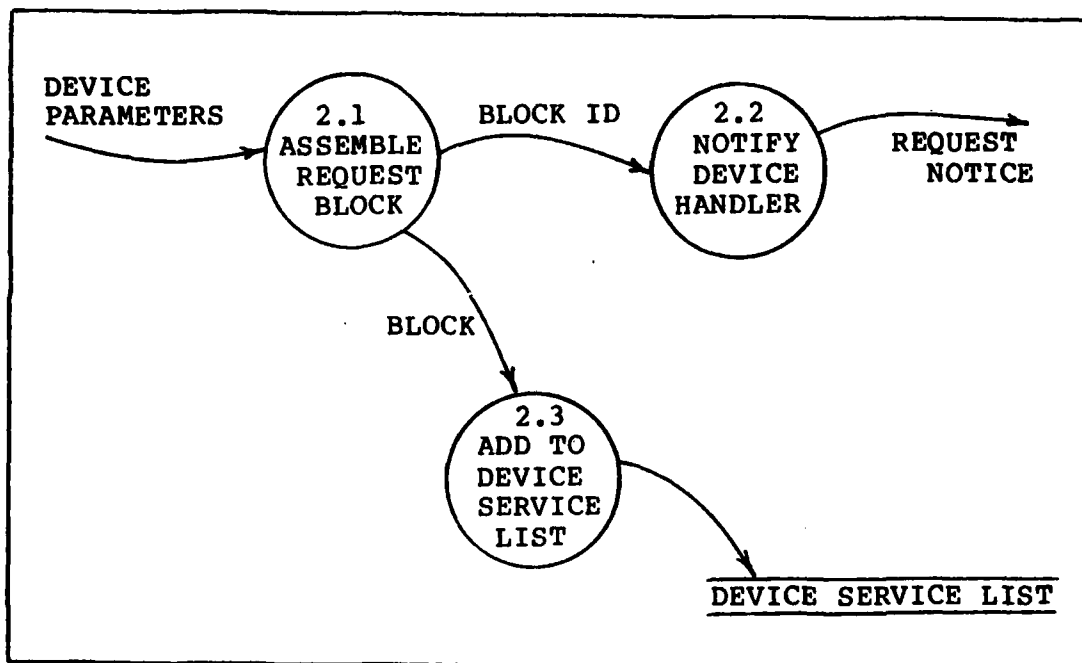 DEVICE
PARAMETERS
2.1
ASSEMBLE
REQUEST
BLOCK
BLOCK ID
2.2
NOTIFY
DEVICE
HANDLER
REQUEST
NOTICE
BLOCK
2.3
ADD TO
DEVICE
SERVICE
LIST
DEVICE SERVICE LIST